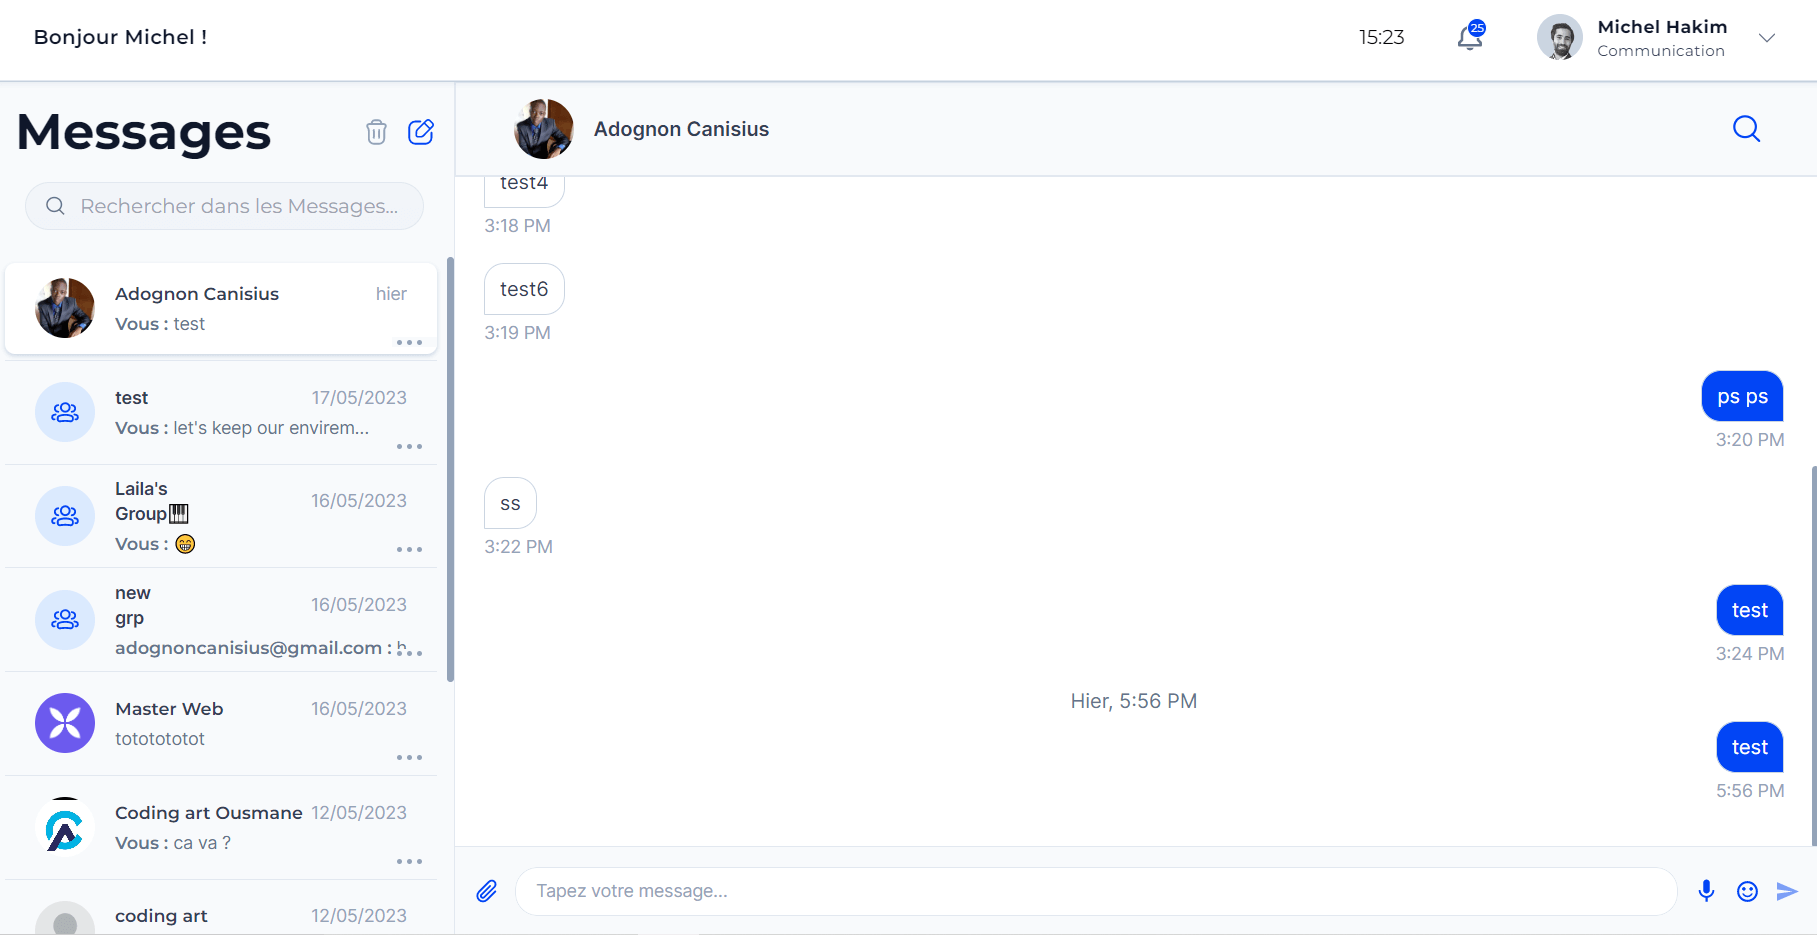 Bonjour Michel !
15:23
25
Michel Hakim
Communication
Messages
Rechercher dans les Messages...
Adognon Canisius
hier
Vous : test
test
17/05/2023
Vous : let's keep our envirem...
Laila's
Group🎹
16/05/2023
Vous : 😁
new
grp
16/05/2023
adognoncanisius@gmail.com :
Master Web
16/05/2023
totototot​ot
Coding art Ousmane
12/05/2023
Vous : ca va ?
coding art
12/05/2023
Adognon Canisius
test4
3:18 PM
test6
3:19 PM
ps ps
3:20 PM
ss
3:22 PM
test
3:24 PM
Hier, 5:56 PM
test
5:56 PM
Tapez votre message...